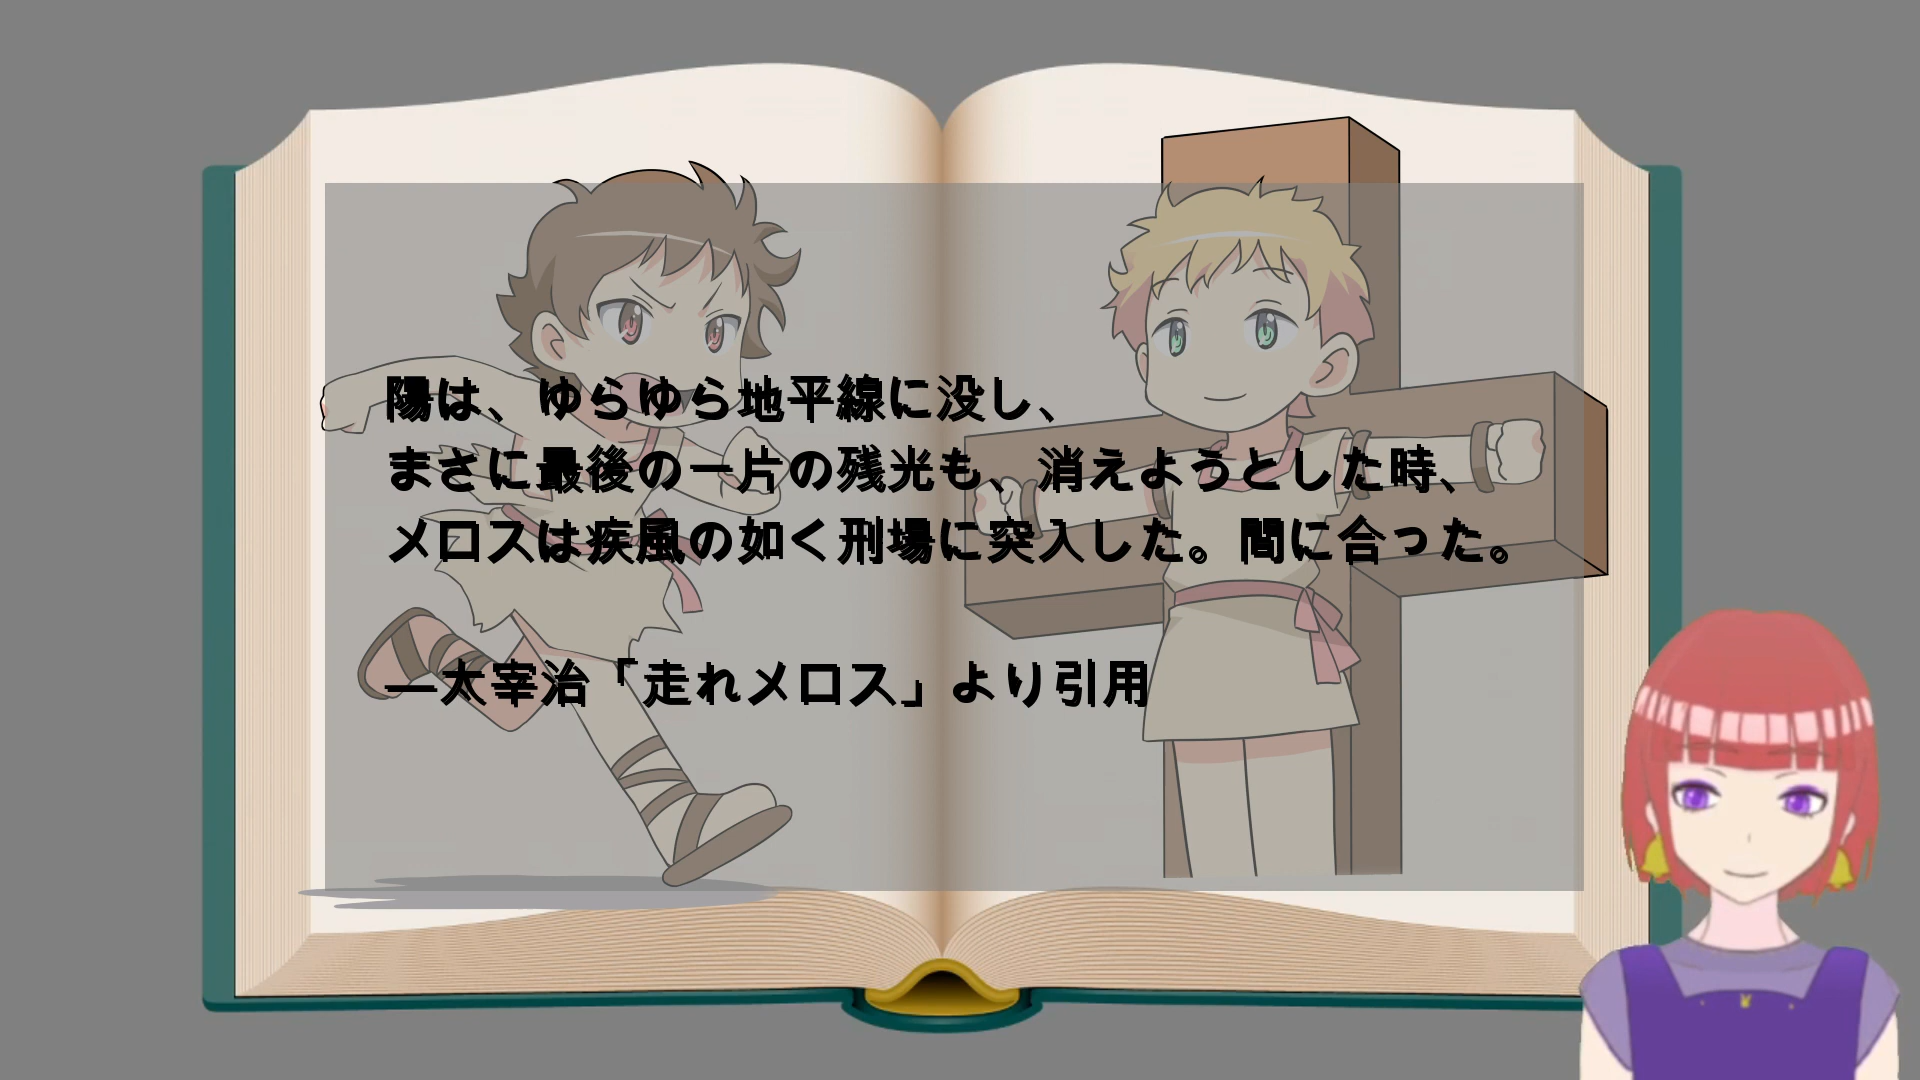 陽は、ゆらゆら地平線に没し、
まさに最後の一片の残光も、消えようとした時、
メロスは疾風の如く刑場に突入した。間に合った。
―太宰治「走れメロス」より引用